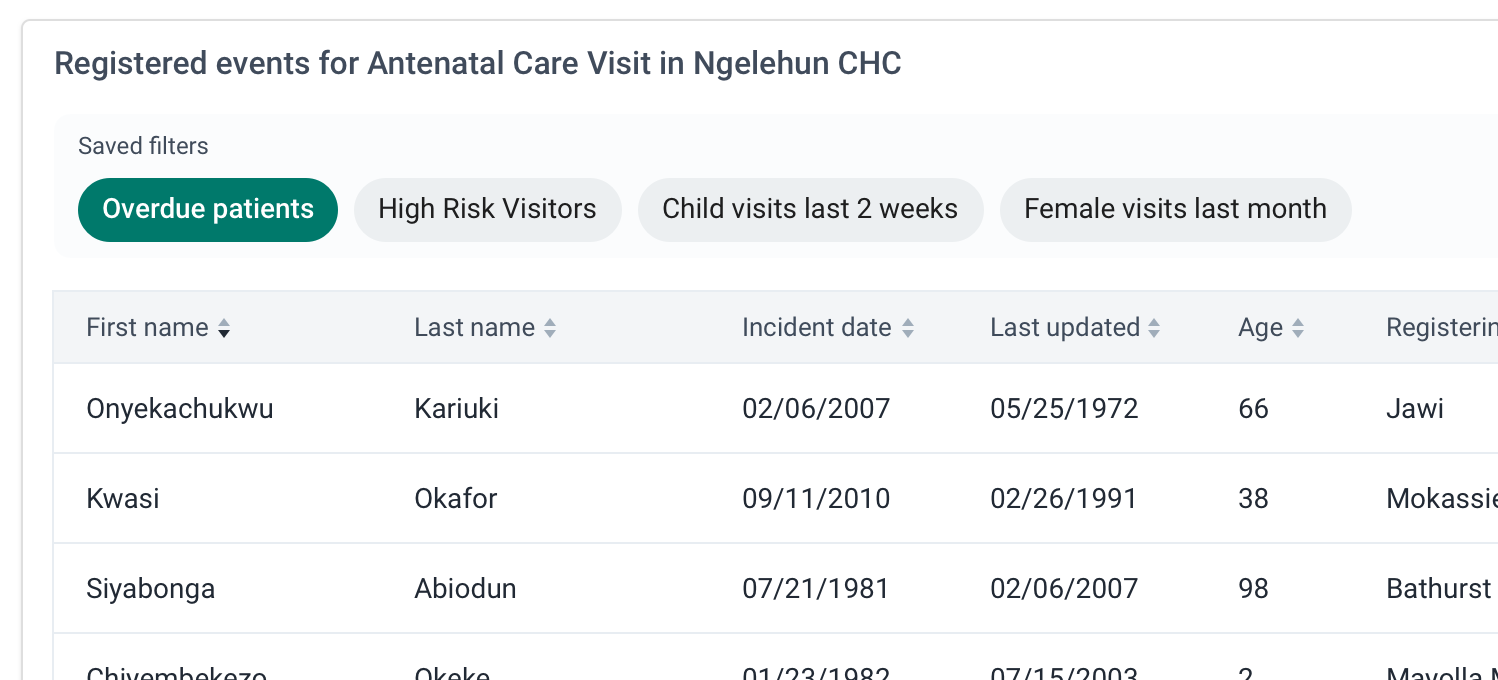 Registered events for Antenatal Care Visit in Ngelehun CHC
Saved filters
Overdue patients High Risk Visitors Child visits last 2 weeks Female visits last month
First name Last name Incident date Last updated Age Registerin
Onyekachukwu Kariuki 02/06/2007 05/25/1972 66 Jawi
Kwasi Okafor 09/11/2010 02/26/1991 38 Mokassie
Siyabonga Abiodun 07/21/1981 02/06/2007 98 Bathurst
Chiyembekezo Okeke 01/23/1982 07/15/2003 2 Mayolla M